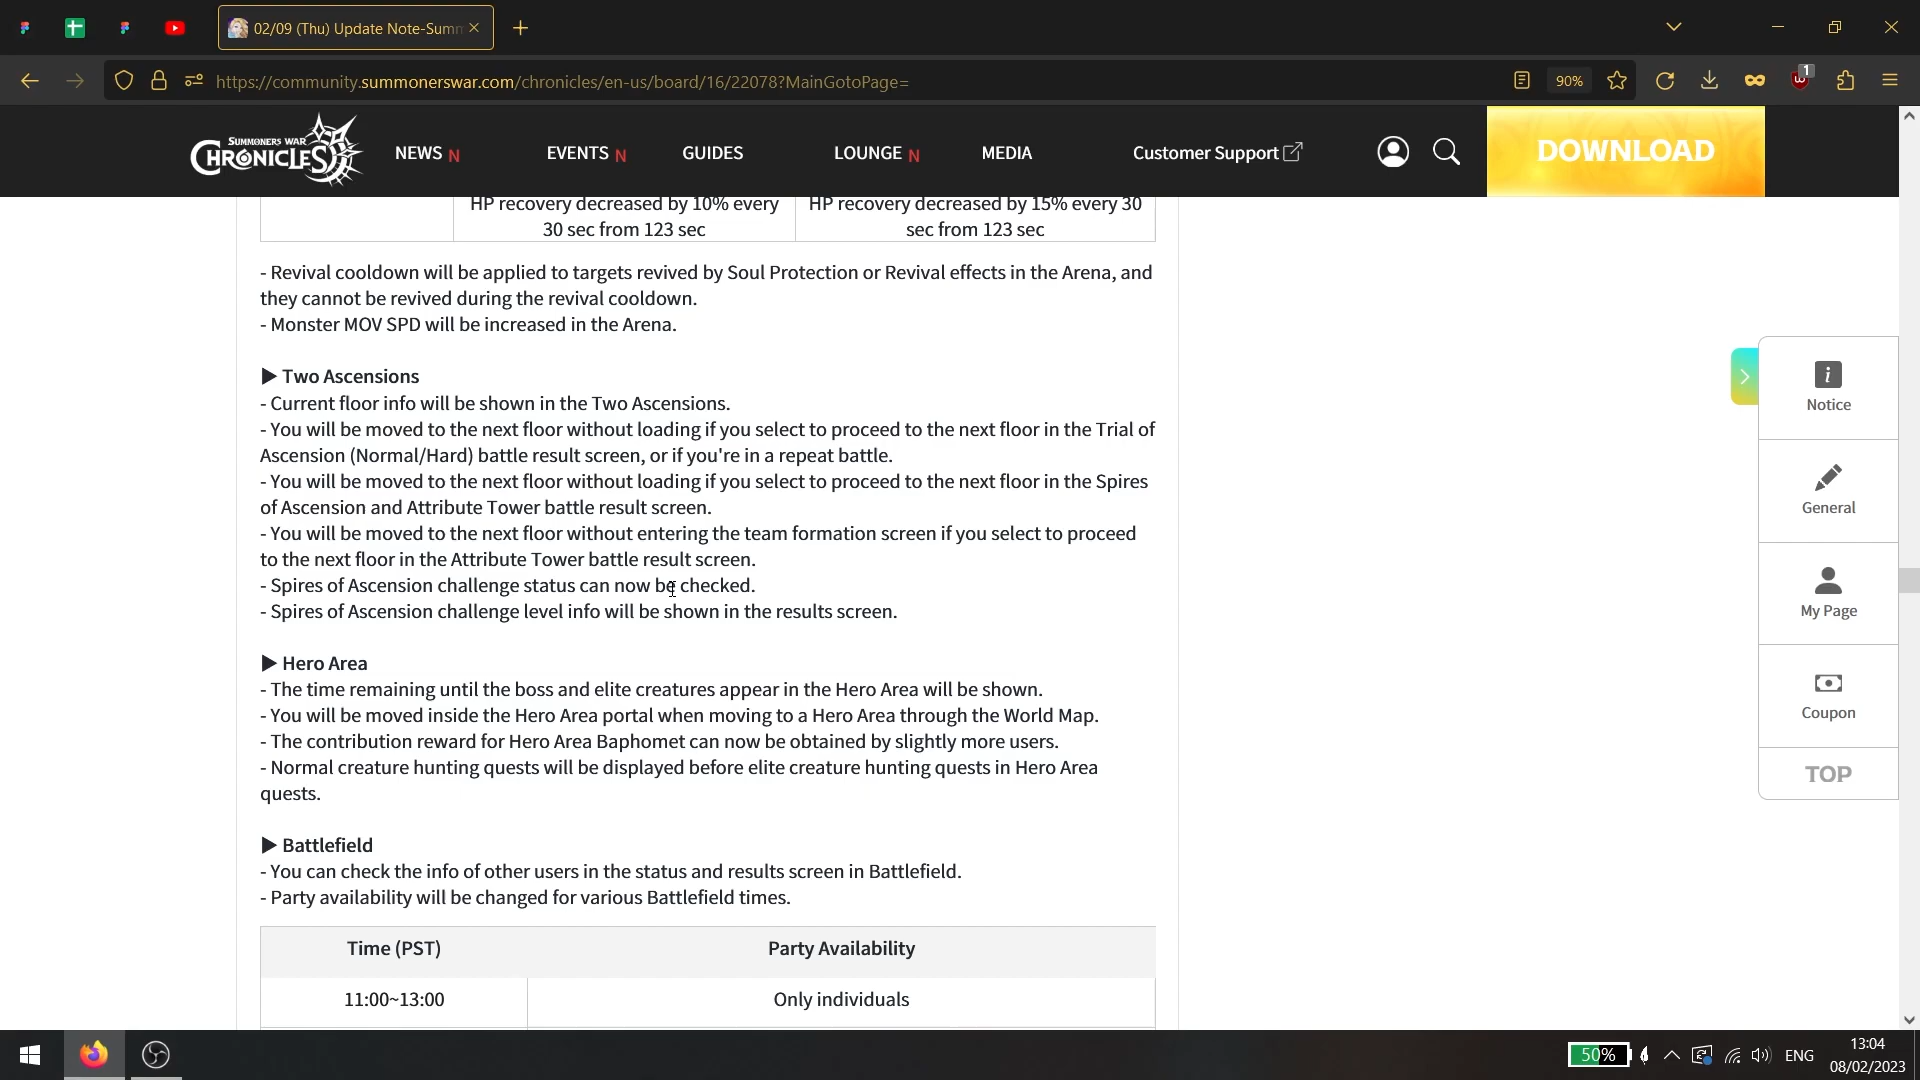 02/09 (Thu) Update Note-Summ
https://community.summonerswar.com/chronicles/en-us/board/16/22078?MainGotoPage=
90%
1
SUMMONERS WAR
CHRONICLES
NEWS N
EVENTS N
GUIDES
LOUNGE N
MEDIA
Customer Support
DOWNLOAD
HP recovery decreased by 10% every
30 sec from 123 sec
HP recovery decreased by 15% every 30
sec from 123 sec
- Revival cooldown will be applied to targets revived by Soul Protection or Revival effects in the Arena, and
they cannot be revived during the revival cooldown.
- Monster MOV SPD will be increased in the Arena.
▶ Two Ascensions
- Current floor info will be shown in the Two Ascensions.
- You will be moved to the next floor without loading if you select to proceed to the next floor in the Trial of
Ascension (Normal/Hard) battle result screen, or if you're in a repeat battle.
- You will be moved to the next floor without loading if you select to proceed to the next floor in the Spires
of Ascension and Attribute Tower battle result screen.
- You will be moved to the next floor without entering the team formation screen if you select to proceed
to the next floor in the Attribute Tower battle result screen.
- Spires of Ascension challenge status can now be checked.
- Spires of Ascension challenge level info will be shown in the results screen.
▶ Hero Area
- The time remaining until the boss and elite creatures appear in the Hero Area will be shown.
- You will be moved inside the Hero Area portal when moving to a Hero Area through the World Map.
- The contribution reward for Hero Area Baphomet can now be obtained by slightly more users.
- Normal creature hunting quests will be displayed before elite creature hunting quests in Hero Area
quests.
▶ Battlefield
- You can check the info of other users in the status and results screen in Battlefield.
- Party availability will be changed for various Battlefield times.
Time (PST)
Party Availability
11:00~13:00
Only individuals
Notice
General
My Page
Coupon
TOP
50%
ENG
13:04
08/02/2023